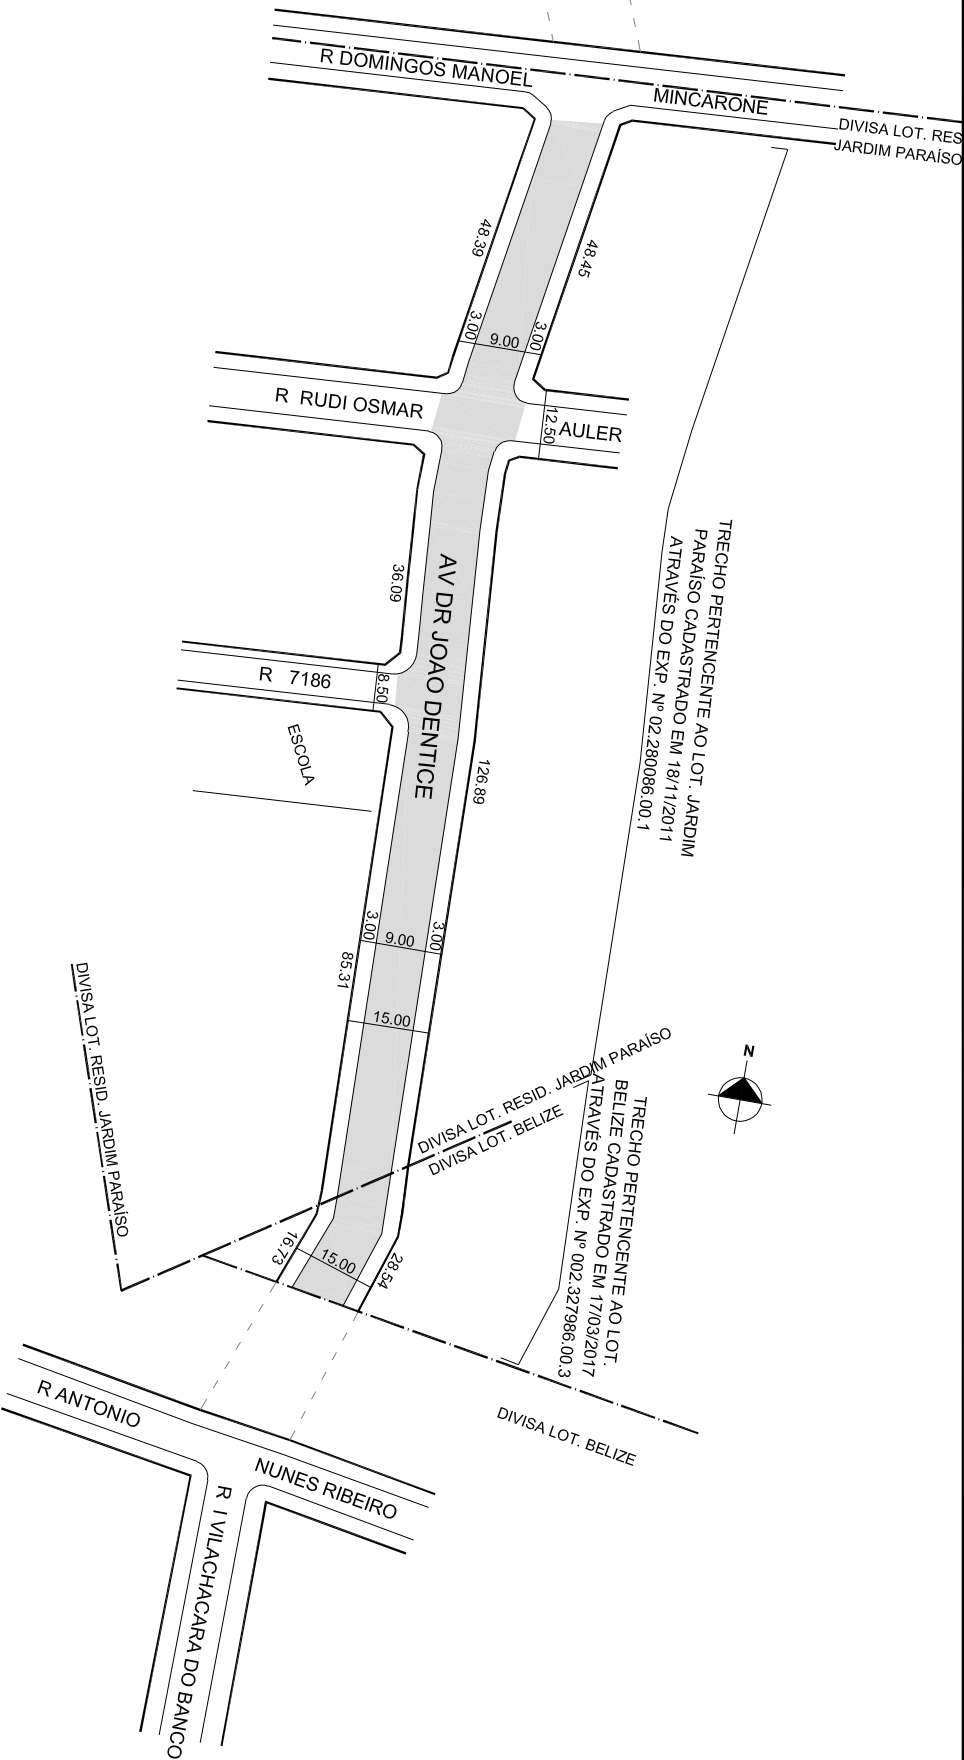 R DOMINGOS MANOEL
MINCARONE
DIVISA LOT. RES
JARDIM PARAÍSO
48.39
48.45
3.00
9.00
3.00
R RUDI OSMAR
12.50
AULER
AV DR JOAO DENTICE
36.09
R 7186
8.50
ESCOLA
126.89
TRECHO PERTENCENTE AO LOT. JARDIM
PARAÍSO CADASTRADO EM 18/11/2011
ATRAVÉS DO EXP. Nº 02.280086.00.1
3.00
9.00
3.00
85.31
15.00
DIVISA LOT. RESID. JARDIM PARAÍSO
DIVISA LOT. RESID. JARDIM PARAÍSO
DIVISA LOT. BELIZE
N
TRECHO PERTENCENTE AO LOT.
BELIZE CADASTRADO EM 17/03/2017
ATRAVÉS DO EXP. Nº 002.327986.00.3
16.73
15.00
28.54
DIVISA LOT. BELIZE
R ANTONIO
NUNES RIBEIRO
R I VILACHACARA DO BANCO